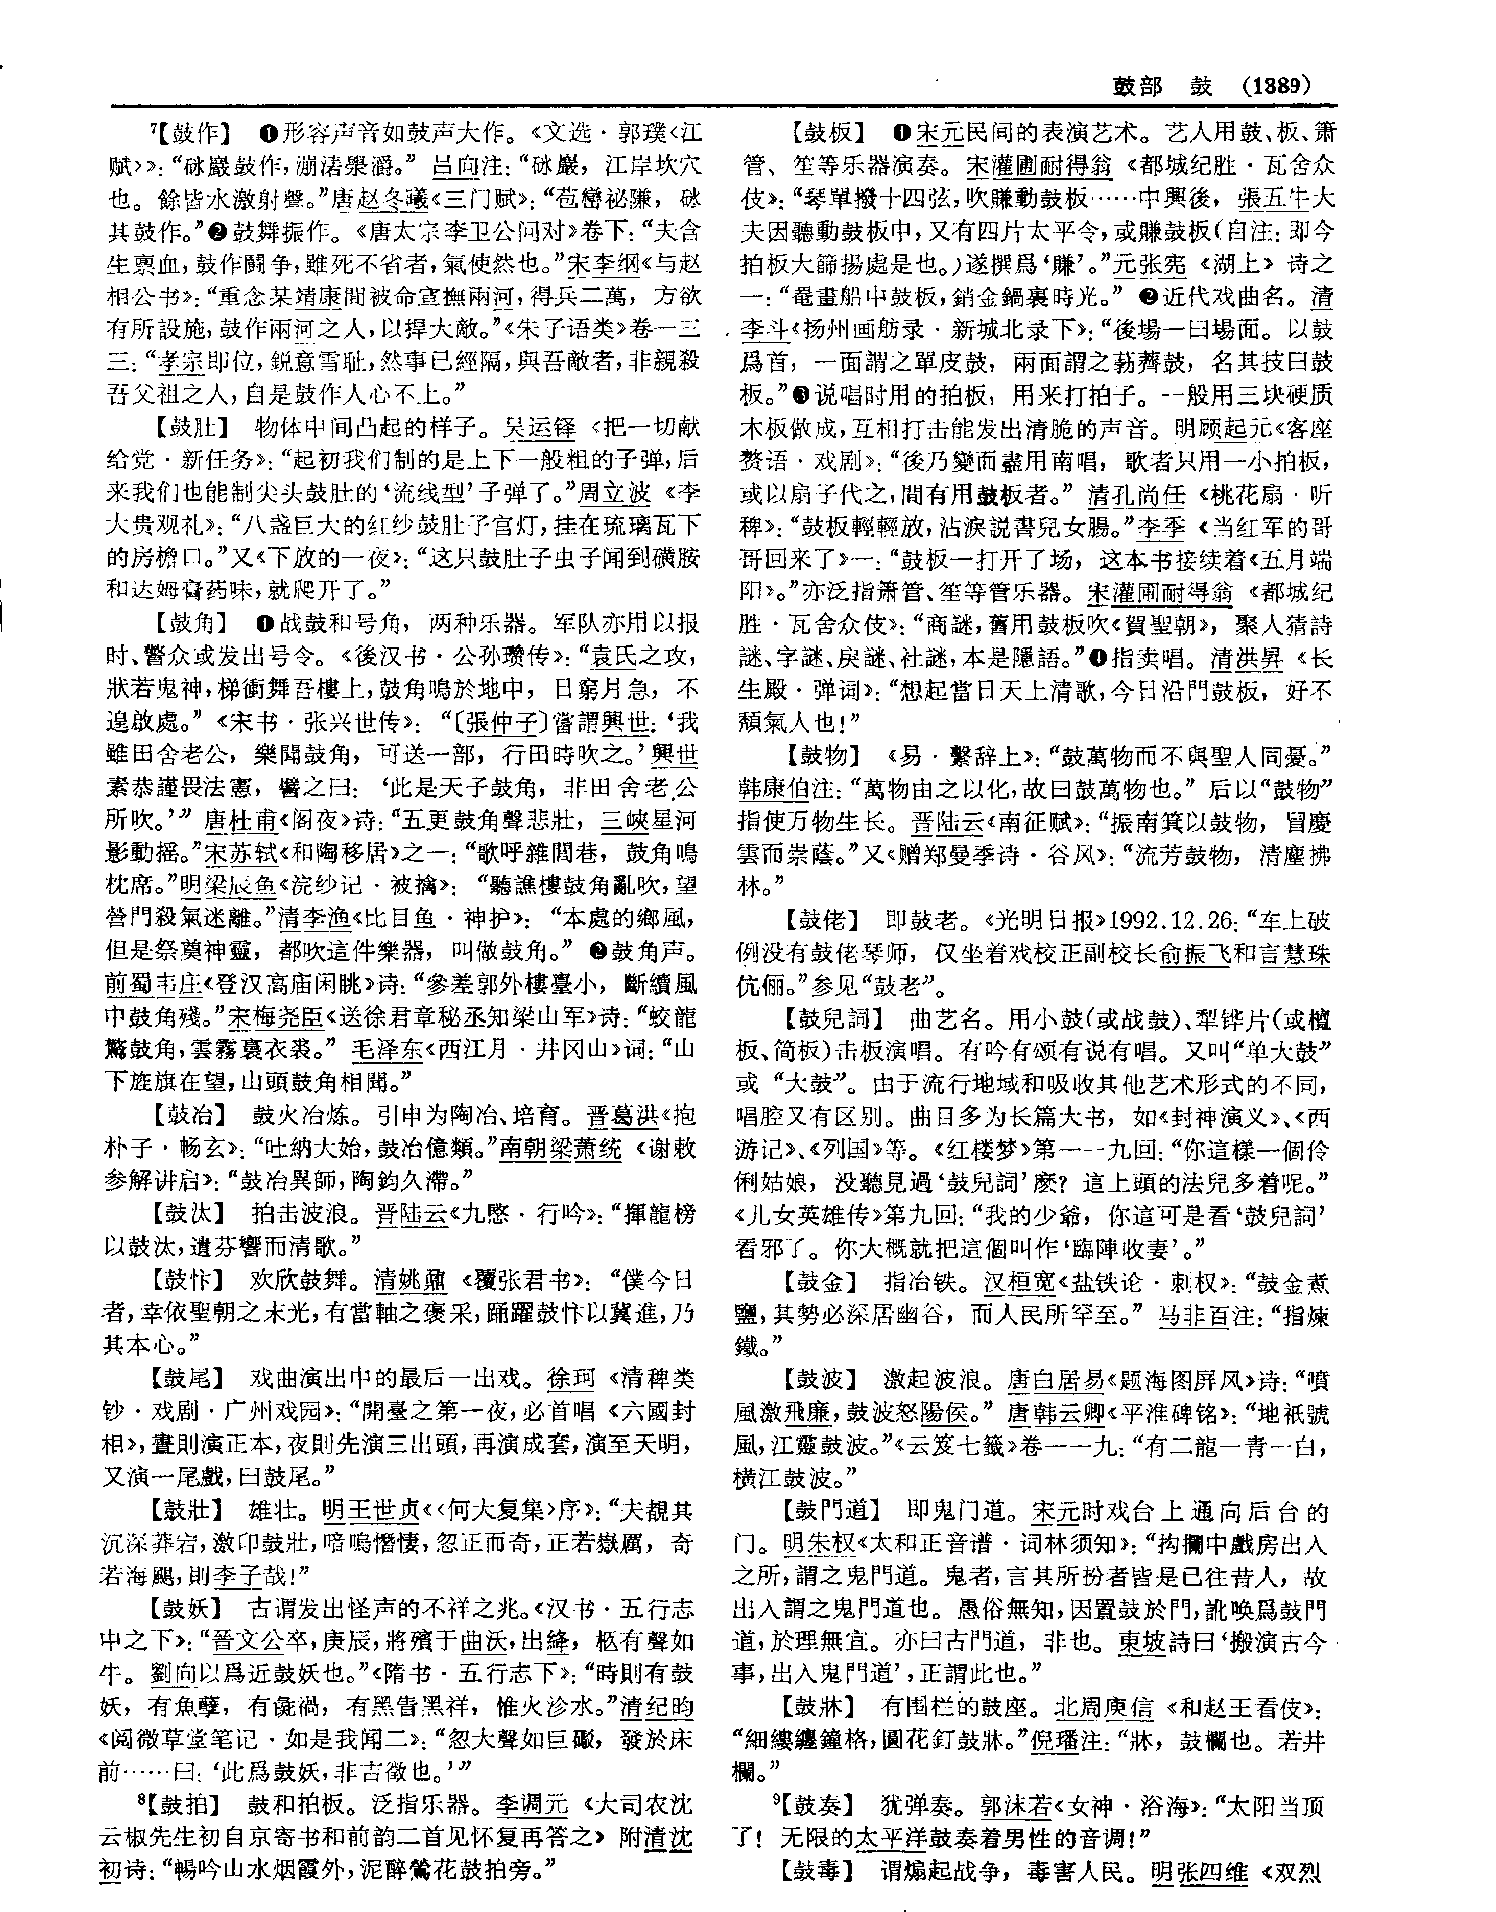 鼓部　鼓　(1389)
⁷【鼓作】　❶形容声音如鼓声大作。《文选·郭璞〈江
赋〉》：“砅巖鼓作，漰湱澩灂。”吕向注：“砅巖，江岸坎穴
也。餘皆水激射聲。”唐赵冬曦《三门赋》：“苞巒祕隒，砅
其鼓作。”❷鼓舞振作。《唐太宗李卫公问对》卷下：“夫含
生禀血，鼓作鬪争，雖死不省者，氣使然也。”宋李纲《与赵
相公书》：“重念某靖康間被命宣撫兩河，得兵二萬，方欲
有所設施，鼓作兩河之人，以捍大敵。”《朱子语类》卷一三
三：“孝宗即位，鋭意雪耻，然事已經隔，與吾敵者，非親殺
吾父祖之人，自是鼓作人心不上。”
【鼓肚】　物体中间凸起的样子。吴运铎《把一切献
给党·新任务》：“起初我们制的是上下一般粗的子弹，后
来我们也能制尖头鼓肚的‘流线型’子弹了。”周立波《李
大贵观礼》：“八盏巨大的红纱鼓肚子宫灯，挂在琉璃瓦下
的房檐口。”又《下放的一夜》：“这只鼓肚子虫子闻到磺胺
和达姆膏药味，就爬开了。”
【鼓角】　❶战鼓和号角，两种乐器。军队亦用以报
时、警众或发出号令。《後汉书·公孙瓒传》：“袁氏之攻，
狀若鬼神，梯衝舞吾樓上，鼓角鳴於地中，日窮月急，不
遑啟處。”《宋书·张兴世传》：“〔張仲子〕嘗謂興世：‘我
雖田舍老公，樂聞鼓角，可送一部，行田時吹之。’興世
素恭謹畏法憲，譬之曰：‘此是天子鼓角，非田舍老公
所吹。’”唐杜甫《阁夜》诗：“五更鼓角聲悲壯，三峽星河
影動摇。”宋苏轼《和陶移居》之一：“歌呼雜閭巷，鼓角鳴
枕席。”明梁辰鱼《浣纱记·被擒》：“聽譙樓鼓角亂吹，望
營門殺氣迷離。”清李渔《比目鱼·神护》：“本處的鄉風，
但是祭奠神靈，都吹這件樂器，叫做鼓角。”❷鼓角声。
前蜀韦庄《登汉高庙闲眺》诗：“參差郭外樓臺小，斷續風
中鼓角殘。”宋梅尧臣《送徐君章秘丞知梁山军》诗：“蛟龍
驚鼓角，雲霧裛衣裘。”毛泽东《西江月·井冈山》词：“山
下旌旗在望，山頭鼓角相聞。”
【鼓冶】　鼓火冶炼。引申为陶冶、培育。晋葛洪《抱
朴子·畅玄》：“吐納大始，鼓冶億類。”南朝梁萧统《谢敕
参解讲启》：“鼓冶異師，陶鈞久滯。”
【鼓汰】　拍击波浪。晋陆云《九愍·行吟》：“揮龍榜
以鼓汰，遺芬響而清歌。”
【鼓忭】　欢欣鼓舞。清姚鼐《覆张君书》：“僕今日
者，幸依聖朝之末光，有當軸之褒采，踊躍鼓忭以冀進，乃
其本心。”
【鼓尾】　戏曲演出中的最后一出戏。徐珂《清稗类
钞·戏剧·广州戏园》：“開臺之第一夜，必首唱《六國封
相》，晝則演正本，夜則先演三出頭，再演成套，演至天明，
又演一尾戲，曰鼓尾。”
【鼓壯】　雄壮。明王世贞《〈何大复集〉序》：“夫覩其
沉深莽宕，激卬鼓壯，喑嗚憯悽，忽正而奇，正若嶽厲，奇
若海颶，則李子哉！”
【鼓妖】　古谓发出怪声的不祥之兆。《汉书·五行志
中之下》：“晉文公卒，庚辰，將殯于曲沃，出絳，柩有聲如
牛。劉向以爲近鼓妖也。”《隋书·五行志下》：“時則有鼓
妖，有魚孽，有彘禍，有黑眚黑祥，惟火沴水。”清纪昀
《阅微草堂笔记·如是我闻二》：“忽大聲如巨礮，發於床
前……曰：‘此爲鼓妖，非吉徵也。’”
⁸【鼓拍】　鼓和拍板。泛指乐器。李调元《大司农沈
云椒先生初自京寄书和前韵二首见怀复再答之》附清沈
初诗：“暢吟山水烟霞外，泥醉鶯花鼓拍旁。”
【鼓板】　❶宋元民间的表演艺术。艺人用鼓、板、箫
管、笙等乐器演奏。宋灌圃耐得翁《都城纪胜·瓦舍众
伎》：“琴單撥十四弦，吹賺動鼓板……中興後，張五牛大
夫因聽動鼓板中，又有四片太平令，或賺鼓板（自注：即今
拍板大篩揚處是也。）遂撰爲‘賺’。”元张宪《湖上》诗之
一：“罨畫船中鼓板，銷金鍋裏時光。”❷近代戏曲名。清
李斗《扬州画舫录·新城北录下》：“後場一曰場面。以鼓
爲首，一面謂之單皮鼓，兩面謂之荸薺鼓，名其技曰鼓
板。”❸说唱时用的拍板，用来打拍子。一般用三块硬质
木板做成，互相打击能发出清脆的声音。明顾起元《客座
赘语·戏剧》：“後乃變而盡用南唱，歌者只用一小拍板，
或以扇子代之，間有用鼓板者。”清孔尚任《桃花扇·听
稗》：“鼓板輕輕放，沾淚説書兒女腸。”李季《当红军的哥
哥回来了》一：“鼓板一打开了场，这本书接续着《五月端
阳》。”亦泛指箫管、笙等管乐器。宋灌圃耐得翁《都城纪
胜·瓦舍众伎》：“商謎，舊用鼓板吹《賀聖朝》，聚人猜詩
謎、字謎、戾謎、社謎，本是隱語。”❹指卖唱。清洪昇《长
生殿·弹词》：“想起當日天上清歌，今日沿門鼓板，好不
頹氣人也！”
【鼓物】　《易·繫辞上》：“鼓萬物而不與聖人同憂。”
韩康伯注：“萬物由之以化，故曰鼓萬物也。”后以“鼓物”
指使万物生长。晋陆云《南征赋》：“振南箕以鼓物，冒慶
雲而崇蔭。”又《赠郑曼季诗·谷风》：“流芳鼓物，清塵拂
林。”
【鼓佬】　即鼓老。《光明日报》1992.12.26：“车上破
例没有鼓佬琴师，仅坐着戏校正副校长俞振飞和言慧珠
伉俪。”参见“鼓老”。
【鼓兒詞】　曲艺名。用小鼓（或战鼓）、犁铧片（或檀
板、简板）击板演唱。有吟有颂有说有唱。又叫“单大鼓”
或“大鼓”。由于流行地域和吸收其他艺术形式的不同，
唱腔又有区别。曲目多为长篇大书，如《封神演义》、《西
游记》、《列国》等。《红楼梦》第一一九回：“你這樣一個伶
俐姑娘，没聽見過‘鼓兒詞’麽？這上頭的法兒多着呢。”
《儿女英雄传》第九回：“我的少爺，你這可是看‘鼓兒詞’
看邪了。你大概就把這個叫作‘臨陣收妻’。”
【鼓金】　指冶铁。汉桓宽《盐铁论·刺权》：“鼓金煮
鹽，其勢必深居幽谷，而人民所罕至。”马非百注：“指煉
鐵。”
【鼓波】　激起波浪。唐白居易《题海图屏风》诗：“噴
風激飛廉，鼓波怒陽侯。”唐韩云卿《平淮碑铭》：“地祇號
風，江靈鼓波。”《云笈七籤》卷一一九：“有二龍一青一白，
横江鼓波。”
【鼓門道】　即鬼门道。宋元时戏台上通向后台的
门。明朱权《太和正音谱·词林须知》：“抅攔中戲房出入
之所，謂之鬼門道。鬼者，言其所扮者皆是已往昔人，故
出入謂之鬼門道也。愚俗無知，因置鼓於門，訛唤爲鼓門
道，於理無宜。亦曰古門道，非也。東坡詩曰‘搬演古今
事，出入鬼門道’，正謂此也。”
【鼓牀】　有围栏的鼓座。北周庾信《和赵王看伎》：
“細縷纏鐘格，圓花釘鼓牀。”倪璠注：“牀，鼓欄也。若井
欄。”
⁹【鼓奏】　犹弹奏。郭沫若《女神·浴海》：“太阳当顶
了！无限的太平洋鼓奏着男性的音调！”
【鼓毒】　谓煽起战争，毒害人民。明张四维《双烈